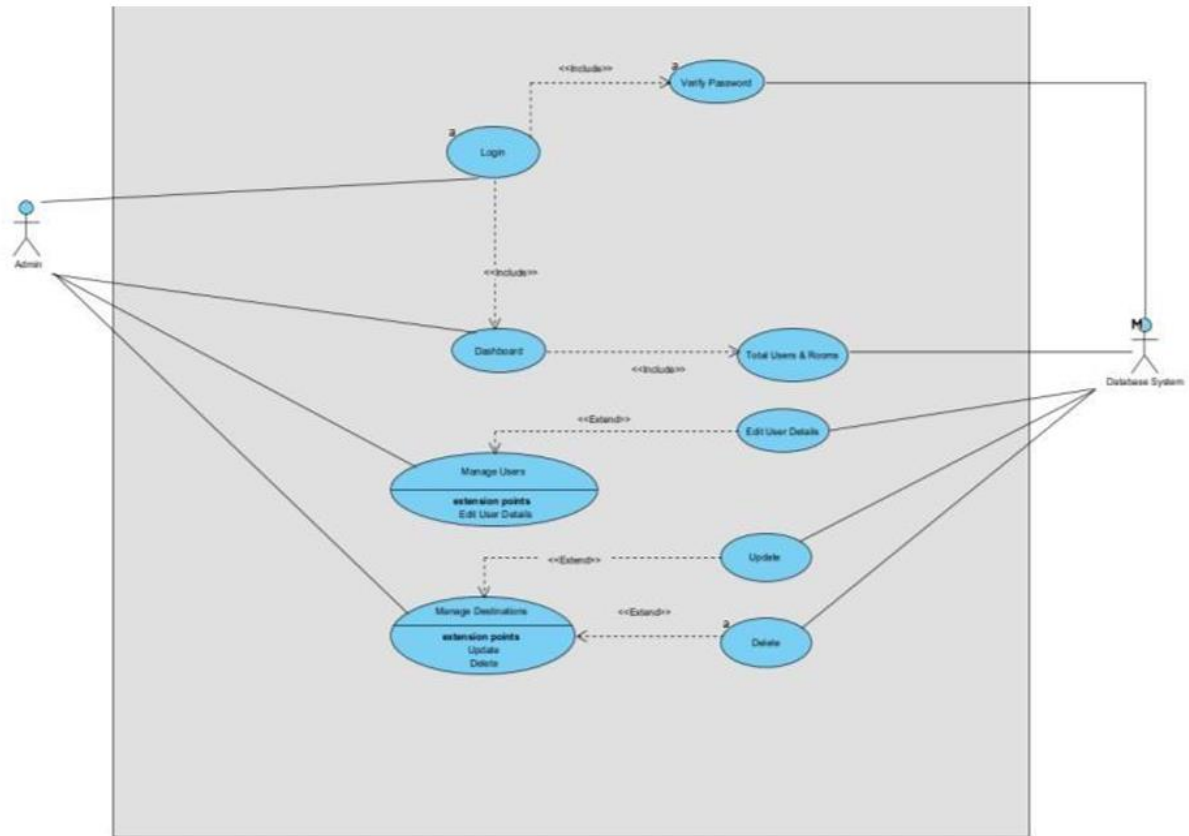 <<Include>>
a
Verify Password
a
Login
Admin
<<Include>>
M
Dashboard
Total Users & Rooms
<<Include>>
Database System
<<Extend>>
Edit User Details
Manage Users
extension points
Edit User Details
<<Extend>>
Update
Manage Destinations
<<Extend>>
a
extension points
Update
Delete
Delete